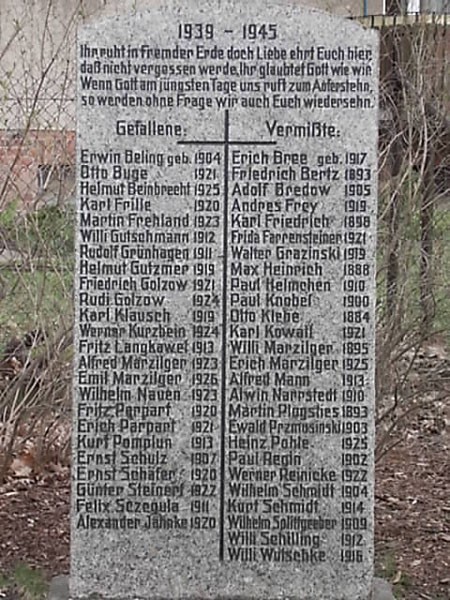 1939 - 1945
Ihr ruht in Fremder Erde doch Liebe ehrt Euch hier,
daß nicht vergessen werde, Ihr glaubtet Gott wie wir.
Wenn Gott am jüngsten Tage uns ruft zum Auferstehn,
so werden ohne Frage wir auch Euch wiedersehn.
Gefallene:
Erwin Beling geb. 1904
Otto Buge 1921
Helmut Beinbrecht 1925
Karl Frille 1920
Martin Frehland 1923
Willi Gutschmann 1912
Rudolf Grünhagen 1911
Helmut Gutzmer 1919
Friedrich Golzow 1921
Rudi Golzow 1924
Karl Klausch 1919
Werner Kurzbein 1924
Fritz Langkawel 1913
Alfred Marzilger 1923
Emil Marzilger 1926
Wilhelm Nauen 1923
Fritz Parpart 1920
Erich Parpart 1921
Kurt Pomplun 1913
Ernst Schulz 1907
Ernst Schäfer 1920
Günter Steinert 1922
Felix Sczegula 1911
Alexander Jähnke 1920
Vermißte:
Erich Bree geb. 1917
Friedrich Bertz 1893
Adolf Bredow 1905
Andres Frey 1919
Karl Friedrich 1898
Frida Farrensteiner 1921
Walter Grazinski 1919
Max Heinrich 1888
Paul Helmchen 1910
Paul Knobel 1900
Otto Klebe 1884
Karl Kowall 1921
Willi Marzilger 1895
Erich Marzilger 1925
Alfred Mann 1913
Alwin Narrstedt 1910
Martin Plogsties 1893
Ewald Przmosinski 1903
Heinz Pohle 1925
Paul Regin 1902
Werner Reinicke 1922
Wilhelm Schmidt 1904
Kurt Schmidt 1914
Wilhelm Splittgerber 1909
Willi Schilling 1912
Willi Wutschke 1916